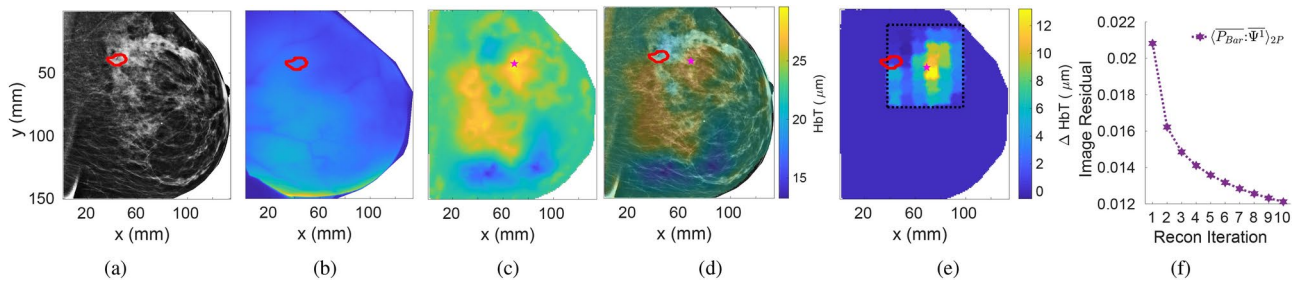 50
100
150
y (mm)
20 60 100
x (mm)
(a)
20 60 100
x (mm)
(b)
20 60 100
x (mm)
(c)
20 60 100
x (mm)
(d)
25
20
15
HbT ( μm)
20 60 100
x (mm)
(e)
12
10
8
6
4
2
0
Δ HbT ( μm)
0.022
0.02
0.018
0.016
0.014
0.012
Image Residual
⟨P_Bar:Ψ^I⟩_2P
1 2 3 4 5 6 7 8 9 10
Recon Iteration
(f)